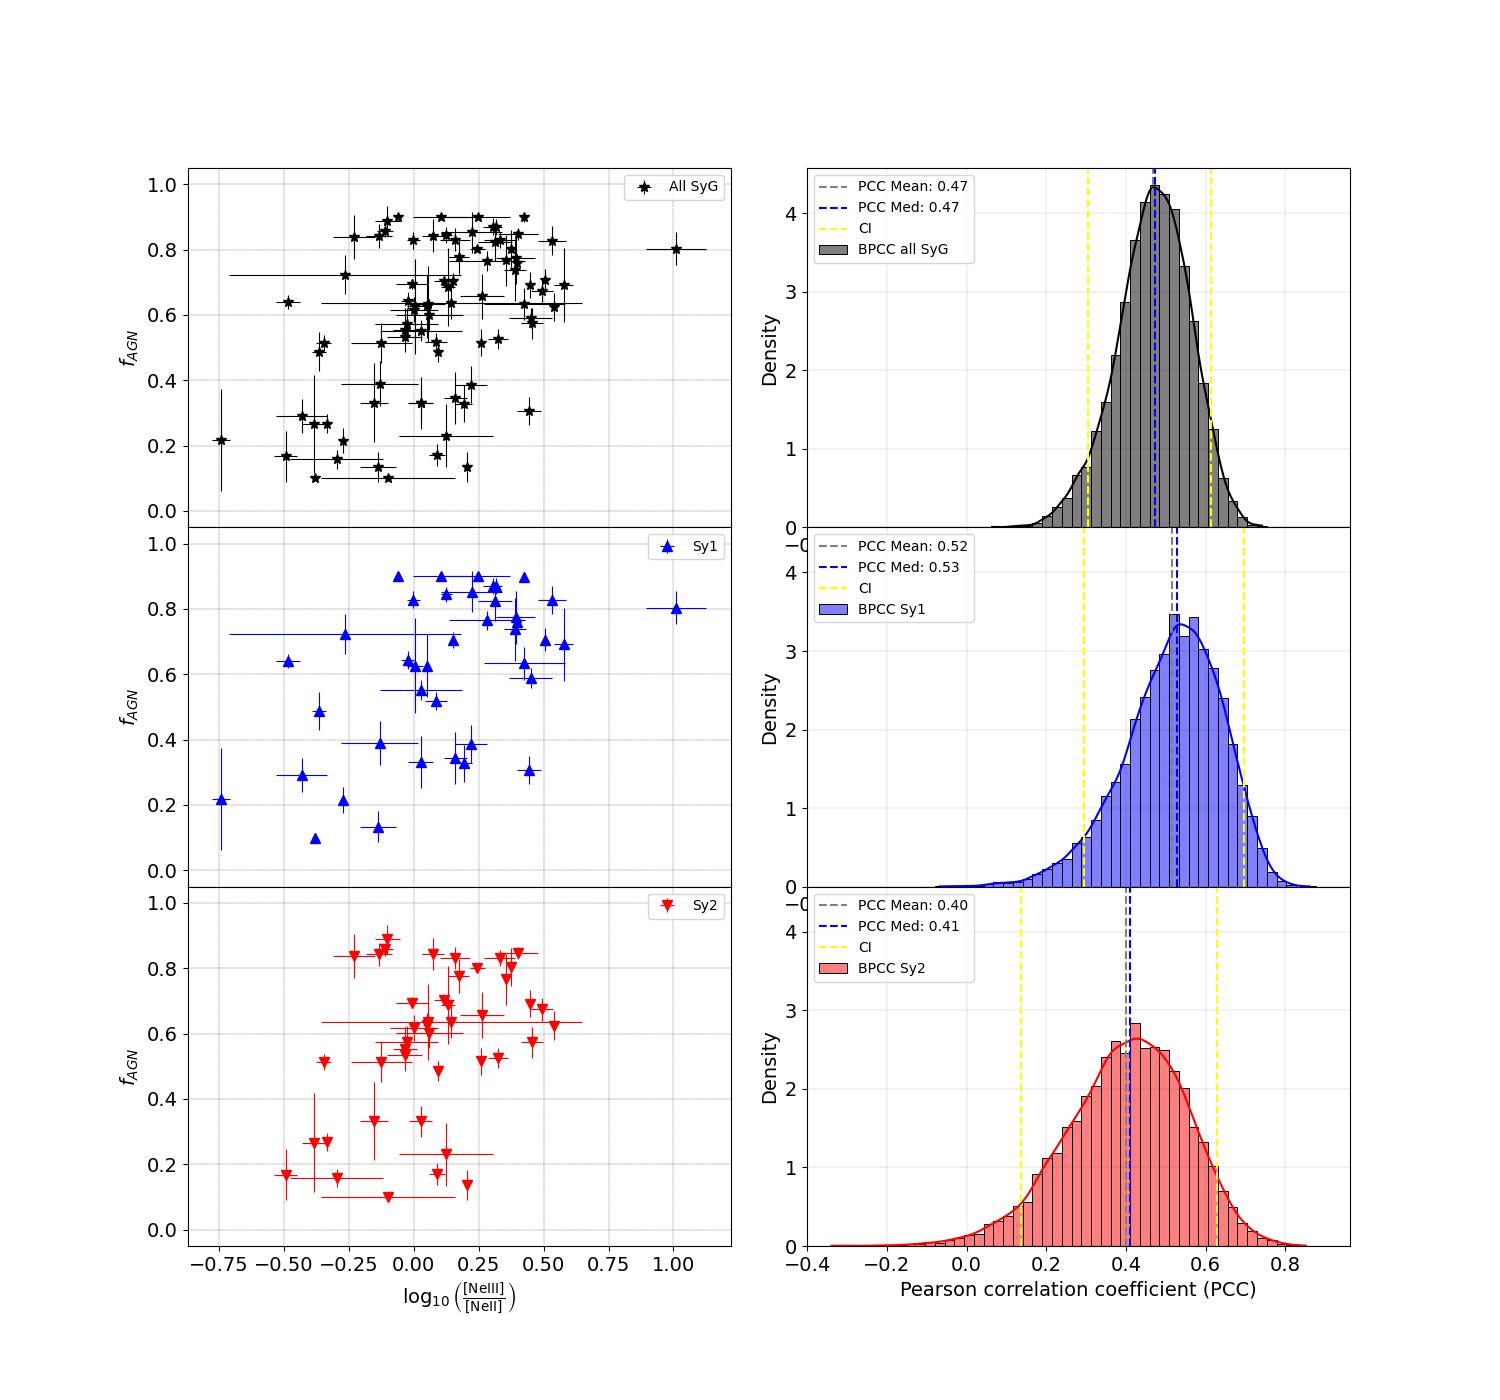 1.0
0.8
0.6
0.4
0.2
0.0
f_AGN
All SyG
1.0
0.8
0.6
0.4
0.2
0.0
f_AGN
Sy1
1.0
0.8
0.6
0.4
0.2
0.0
f_AGN
Sy2
−0.75 −0.50 −0.25 0.00 0.25 0.50 0.75 1.00
log10 ([NeIII]/[NeII])
4
3
2
1
0
Density
PCC Mean: 0.47
PCC Med: 0.47
CI
BPCC all SyG
−0
4
3
2
1
0
Density
PCC Mean: 0.52
PCC Med: 0.53
CI
BPCC Sy1
−0
4
3
2
1
0
Density
PCC Mean: 0.40
PCC Med: 0.41
CI
BPCC Sy2
−0.4 −0.2 0.0 0.2 0.4 0.6 0.8
Pearson correlation coefficient (PCC)